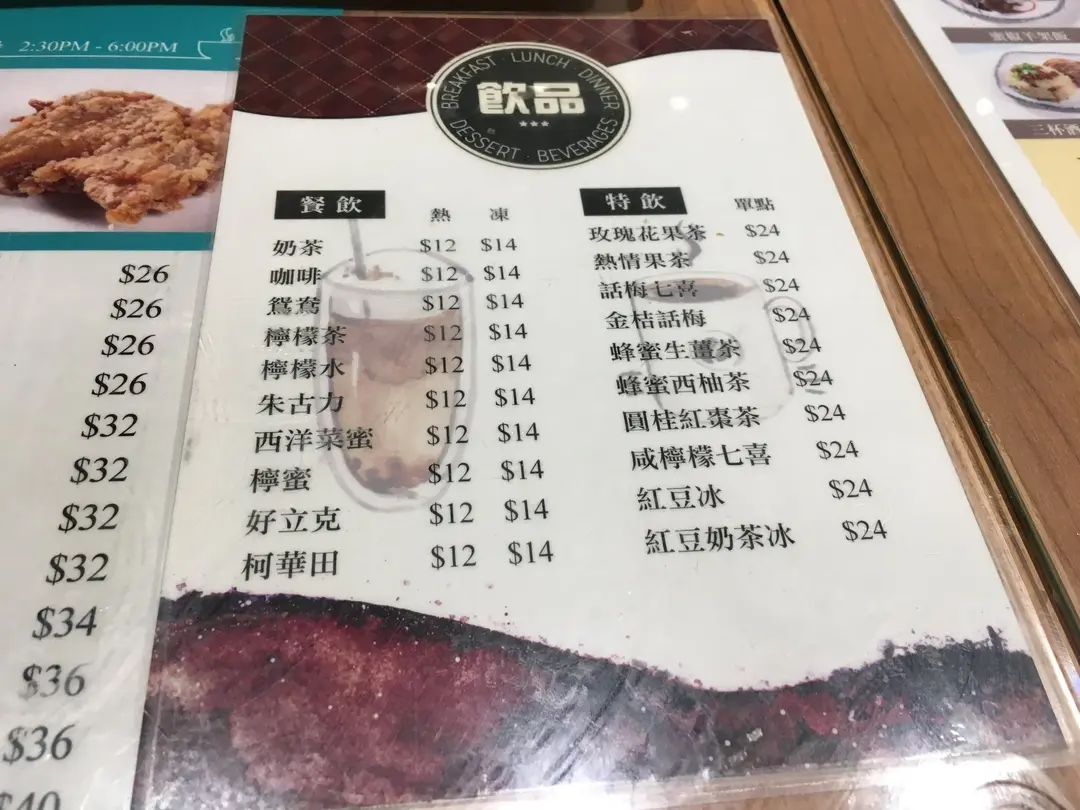 2:30PM - 6:00PM
$26
$26
$26
$26
$32
$32
$32
$32
$34
$36
$36
$40
BREAKFAST · LUNCH · DINNER
飲品
DESSERT · BEVERAGES
餐飲 熱 凍
奶茶 $12 $14
咖啡 $12 $14
鴛鴦 $12 $14
檸檬茶 $12 $14
檸檬水 $12 $14
朱古力 $12 $14
西洋菜蜜 $12 $14
檸蜜 $12 $14
好立克 $12 $14
柯華田 $12 $14
特飲 單點
玫瑰花果茶 $24
熱情果茶 $24
話梅七喜 $24
金桔話梅 $24
蜂蜜生薑茶 $24
蜂蜜西柚茶 $24
圓桂紅棗茶 $24
咸檸檬七喜 $24
紅豆冰 $24
紅豆奶茶冰 $24
三杯酒